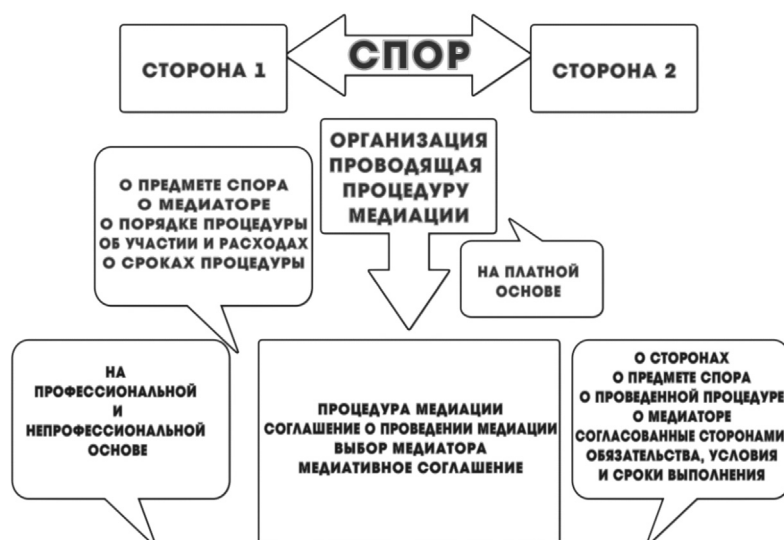 СТОРОНА 1
СПОР
СТОРОНА 2
ОРГАНИЗАЦИЯ
ПРОВОДЯЩАЯ
ПРОЦЕДУРУ
МЕДИАЦИИ
О ПРЕДМЕТЕ СПОРА
О МЕДИАТОРЕ
О ПОРЯДКЕ ПРОЦЕДУРЫ
ОБ УЧАСТИИ И РАСХОДАХ
О СРОКАХ ПРОЦЕДУРЫ
НА ПЛАТНОЙ
ОСНОВЕ
НА
ПРОФЕССИОНАЛЬНОЙ
И
НЕПРОФЕССИОНАЛЬНОЙ
ОСНОВЕ
ПРОЦЕДУРА МЕДИАЦИИ
СОГЛАШЕНИЕ О ПРОВЕДЕНИИ МЕДИАЦИИ
ВЫБОР МЕДИАТОРА
МЕДИАТИВНОЕ СОГЛАШЕНИЕ
О СТОРОНАХ
О ПРЕДМЕТЕ СПОРА
О ПРОВЕДЕННОЙ ПРОЦЕДУРЕ
О МЕДИАТОРЕ
СОГЛАСОВАННЫЕ СТОРОНАМИ
ОБЯЗАТЕЛЬСТВА, УСЛОВИЯ
И СРОКИ ВЫПОЛНЕНИЯ